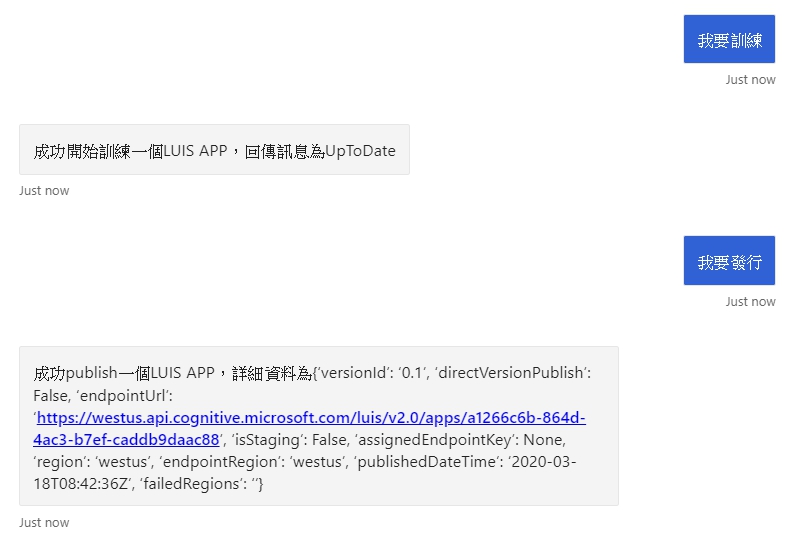 我要訓練
Just now
成功開始訓練一個LUIS APP，回傳訊息為UpToDate
Just now
我要發行
Just now
成功publish一個LUIS APP，詳細資料為{‘versionId’: ‘0.1’, ‘directVersionPublish’:
False, ‘endpointUrl’:
‘https://westus.api.cognitive.microsoft.com/luis/v2.0/apps/a1266c6b-864d-
4ac3-b7ef-caddb9daac88’, ‘isStaging’: False, ‘assignedEndpointKey’: None,
‘region’: ‘westus’, ‘endpointRegion’: ‘westus’, ‘publishedDateTime’: ‘2020-03-
18T08:42:36Z’, ‘failedRegions’: ‘’}
Just now